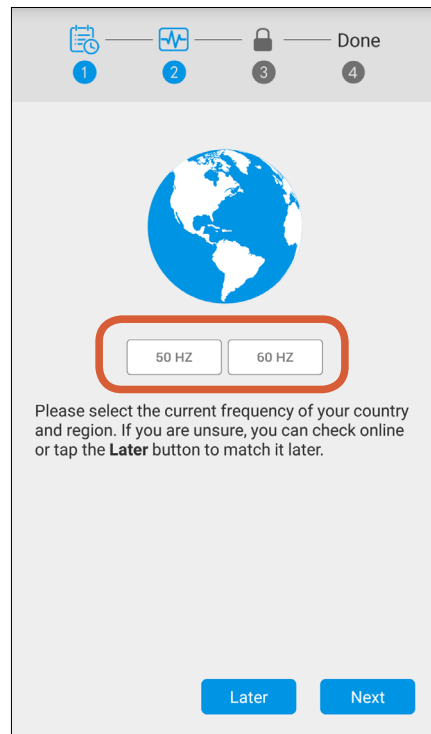 Done
1 2 3 4
50 HZ 60 HZ
Please select the current frequency of your country
and region. If you are unsure, you can check online
or tap the Later button to match it later.
Later Next